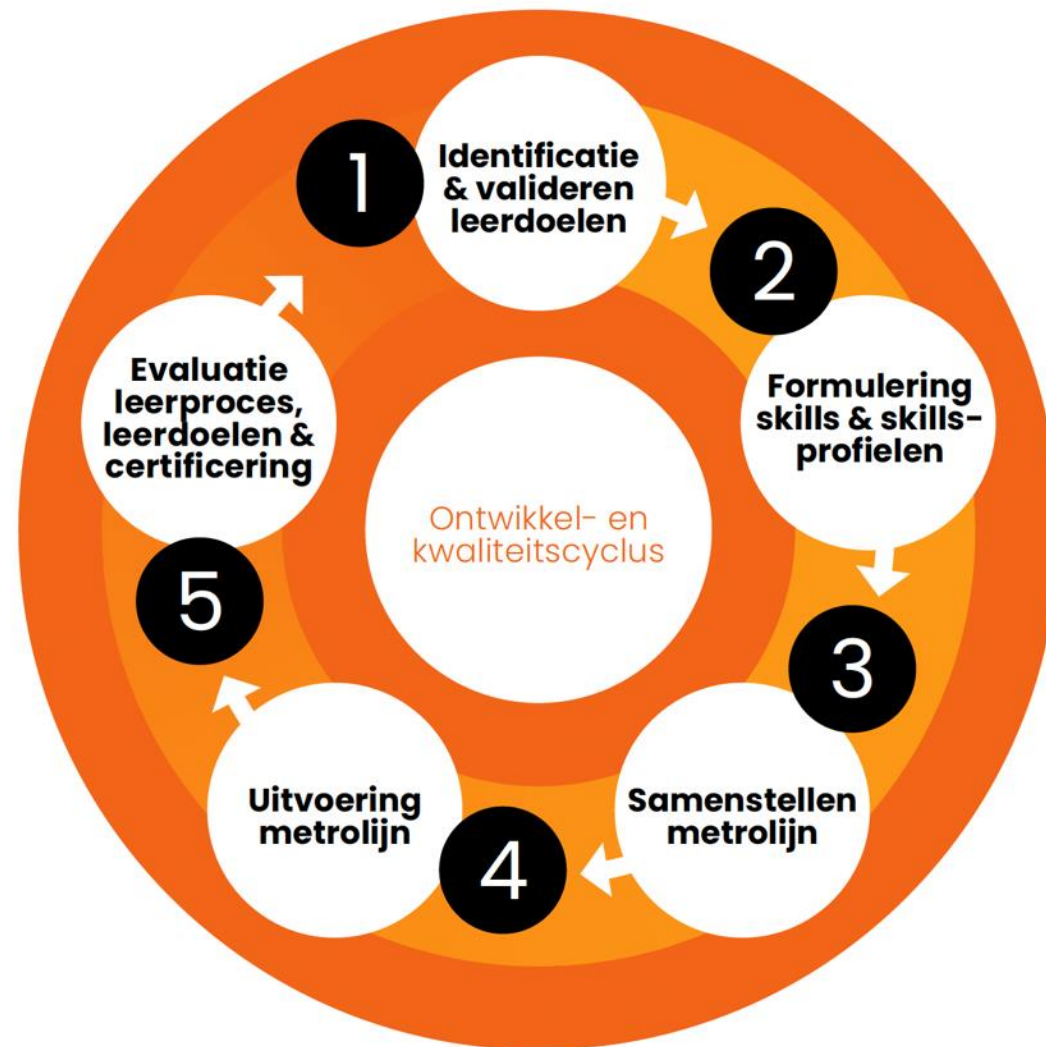 1
Identificatie
& valideren
leerdoelen
2
Formulering
skills & skills-
profielen
3
Samenstellen
metrolijn
4
Uitvoering
metrolijn
5
Evaluatie
leerproces,
leerdoelen &
certificering
Ontwikkel- en
kwaliteitscyclus